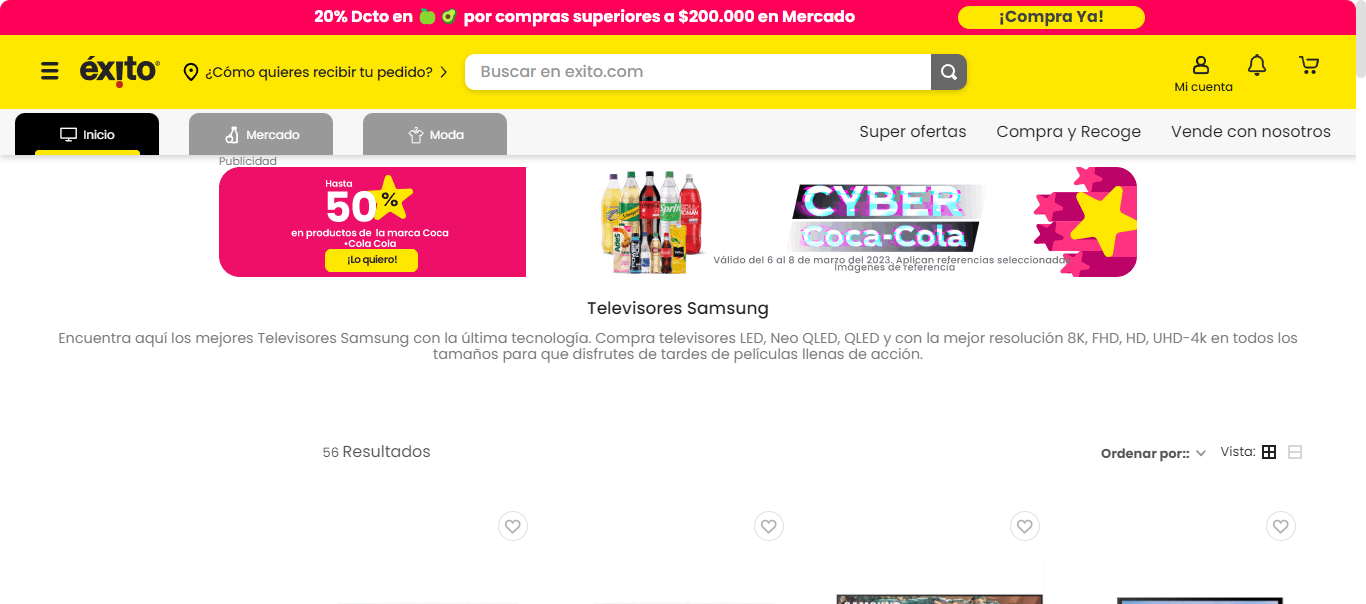 20% Dcto en 🍏 🥑 por compras superiores a $200.000 en Mercado
¡Compra Ya!
éxito
¿Cómo quieres recibir tu pedido?
Buscar en exito.com
Mi cuenta
Inicio
Mercado
Moda
Super ofertas
Compra y Recoge
Vende con nosotros
Publicidad
Hasta
50%
en productos de la marca Coca
•Cola Cola
¡Lo quiero!
CYBER
Coca-Cola
Válido del 6 al 8 de marzo del 2023. Aplican referencias seleccionadas
Imágenes de referencia
Televisores Samsung
Encuentra aquí los mejores Televisores Samsung con la última tecnología. Compra televisores LED, Neo QLED, QLED y con la mejor resolución 8K, FHD, HD, UHD-4k en todos los
tamaños para que disfrutes de tardes de películas llenas de acción.
56 Resultados
Ordenar por::
Vista:
SAMSUNG